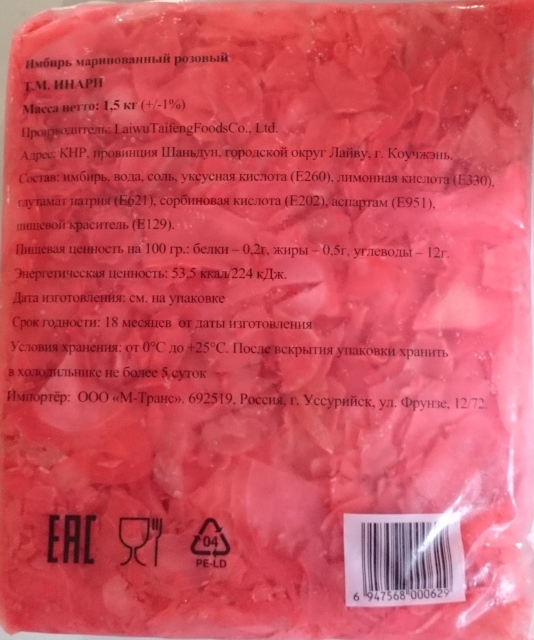 Имбирь маринованный розовый
Т.М. ИНАРИ
Масса нетто: 1,5 кг (+/-1%)
Производитель: LaiwuTaifengFoodsCo., Ltd.
Адрес: КНР, провинция Шаньдун, городской округ Лайву, г. Коучжэнь.
Состав: имбирь, вода, соль, уксусная кислота (Е260), лимонная кислота (Е330),
глутамат натрия (Е621), сорбиновая кислота (Е202), аспартам (Е951),
пищевой краситель (Е129).
Пищевая ценность на 100 гр.: белки – 0,2г, жиры – 0,5г, углеводы – 12г.
Энергетическая ценность: 53,5 ккал/224 кДж.
Дата изготовления: см. на упаковке
Срок годности: 18 месяцев от даты изготовления
Условия хранения: от 0°С до +25°С. После вскрытия упаковки хранить
в холодильнике не более 5 суток
Импортёр: ООО «М-Транс». 692519, Россия, г. Уссурийск, ул. Фрунзе, 12/72.
EAC
04
PE-LD
6 947568 000629